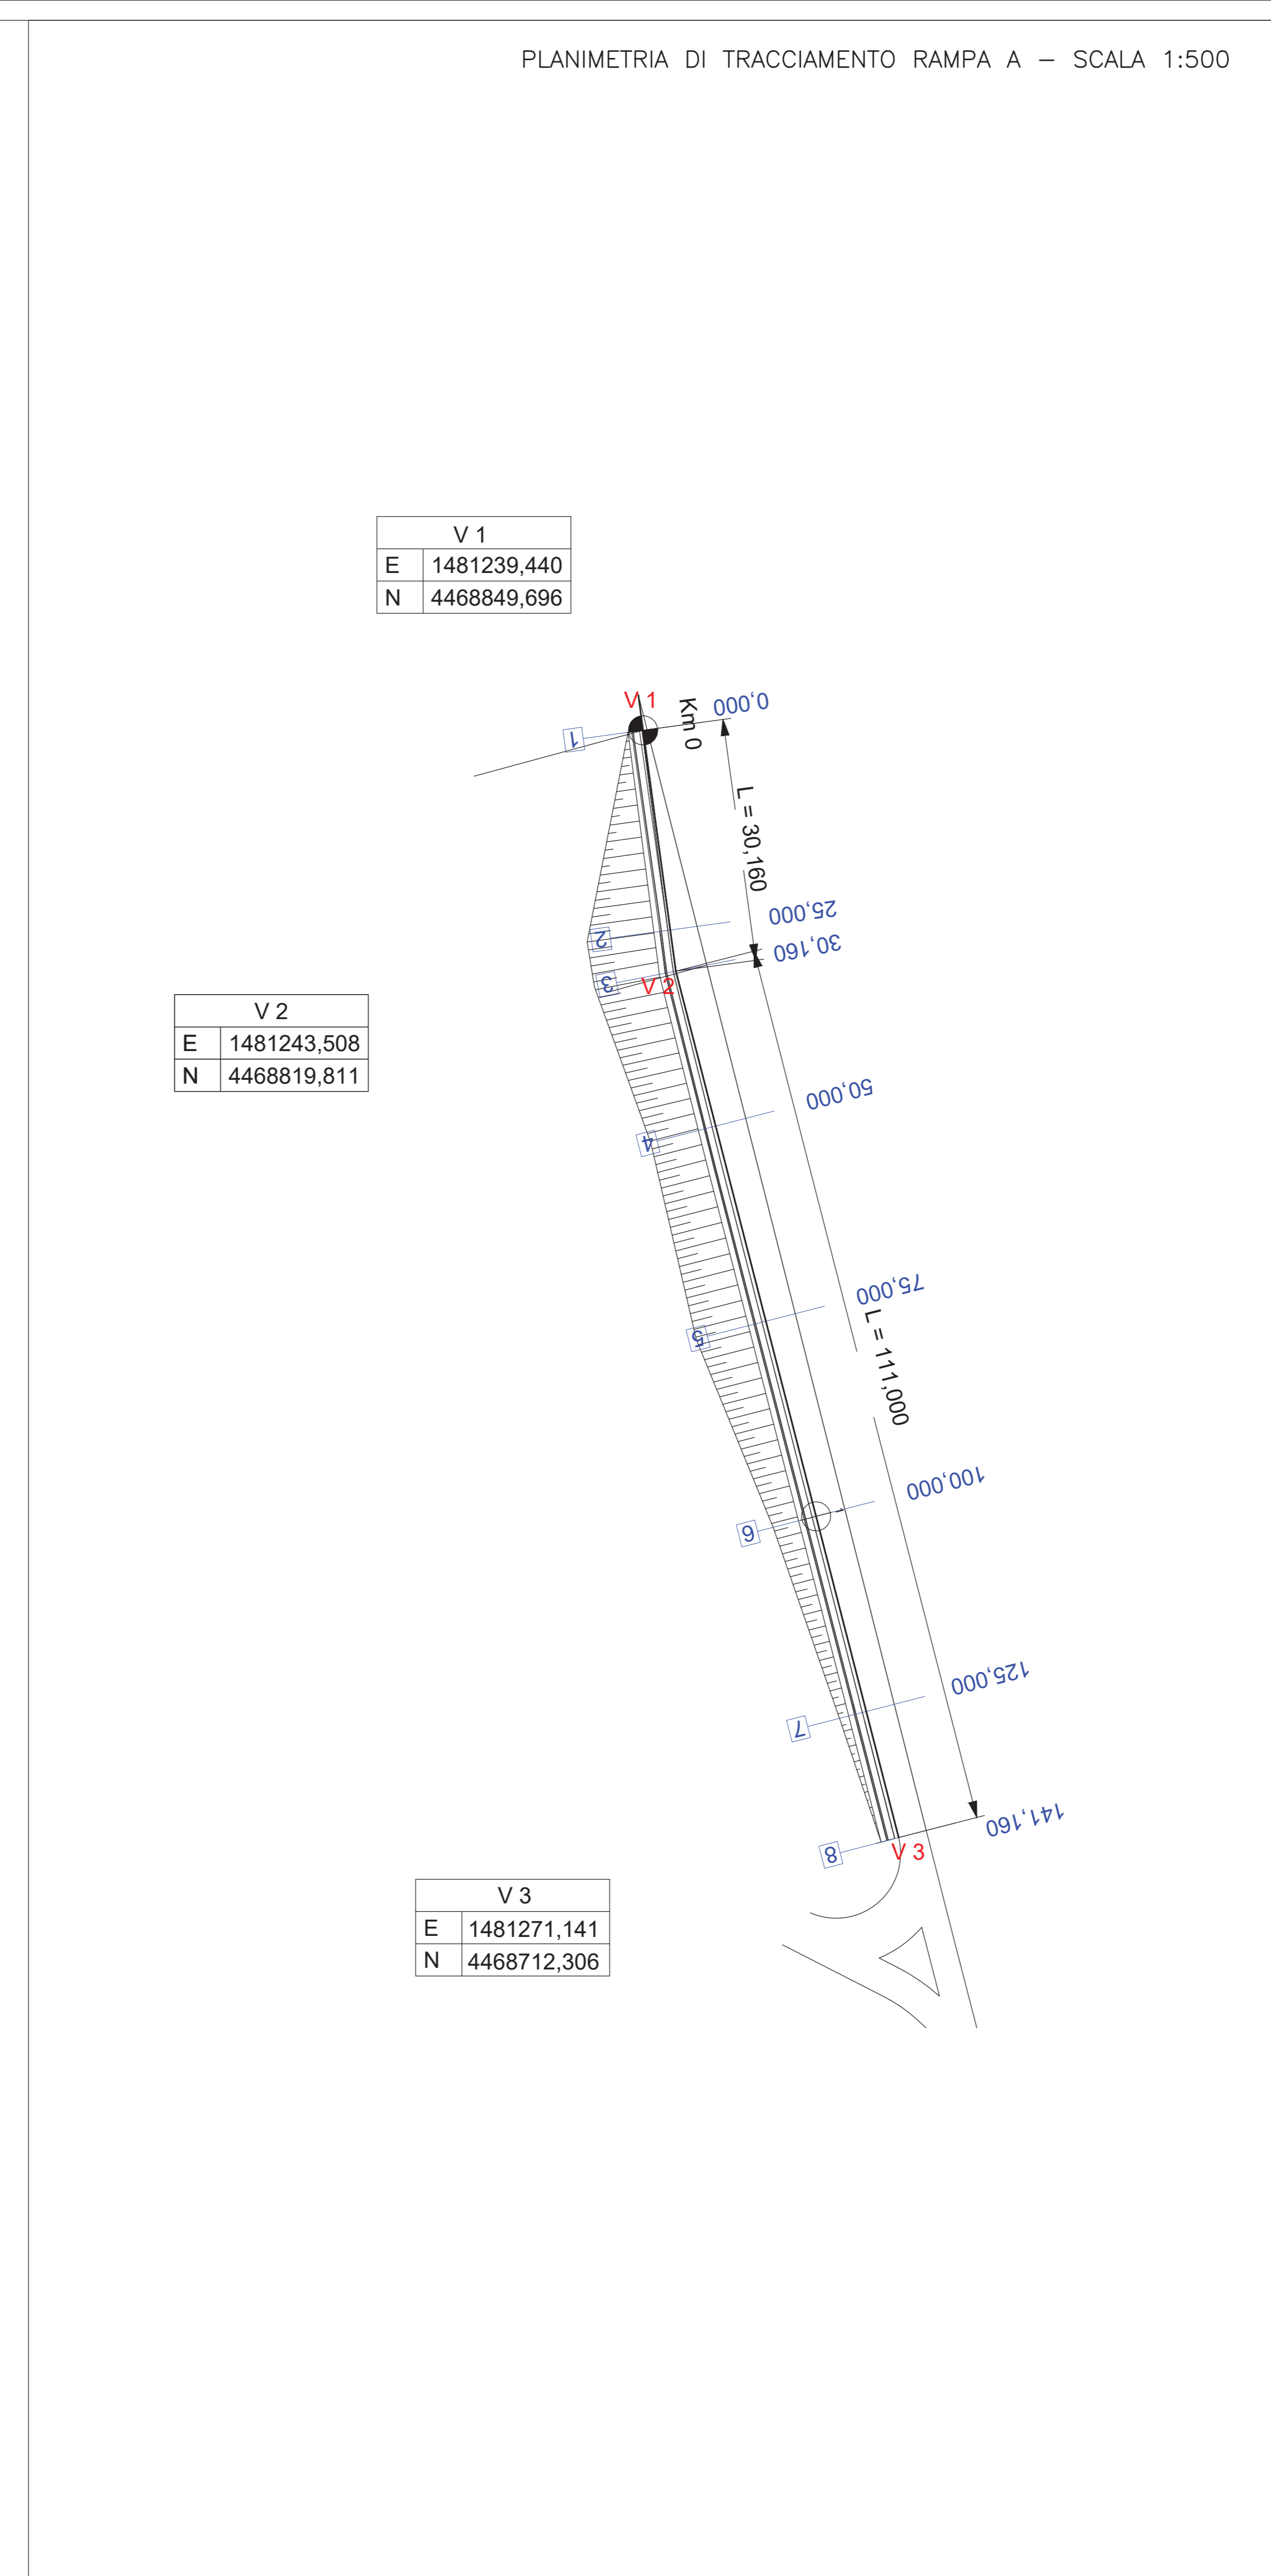 PLANIMETRIA DI TRACCIAMENTO RAMPA A – SCALA 1:500
V 1
E 1481239,440
N 4468849,696
V 1
Km 0
0,000
1
L = 30,160
25,000
2
30,160
3
V 2
V 2
E 1481243,508
N 4468819,811
50,000
4
75,000
5
L = 111,000
100,000
6
1
125,000
7
141,160
8
V 3
V 3
E 1481271,141
N 4468712,306